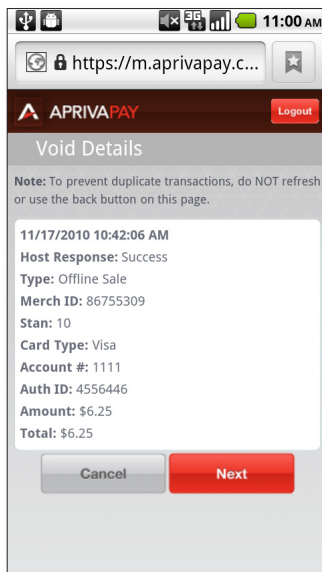 3G 11:00 AM
https://m.aprivapay.c...
APRIVAPAY Logout
Void Details
Note: To prevent duplicate transactions, do NOT refresh
or use the back button on this page.
11/17/2010 10:42:06 AM
Host Response: Success
Type: Offline Sale
Merch ID: 86755309
Stan: 10
Card Type: Visa
Account #: 1111
Auth ID: 4556446
Amount: $6.25
Total: $6.25
Cancel Next